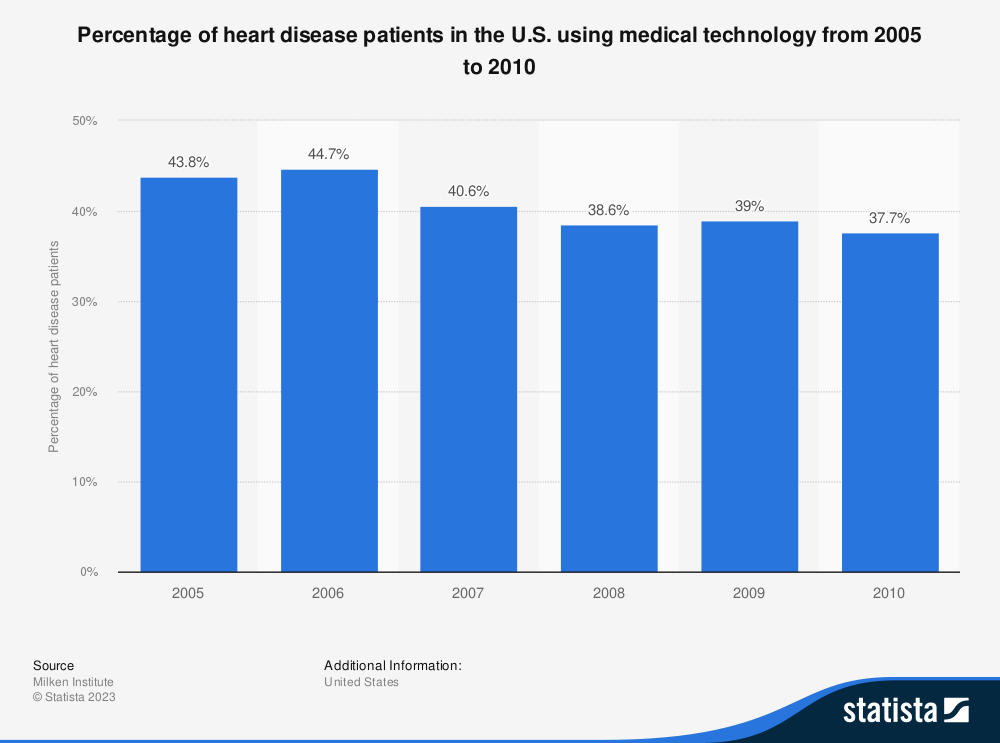 Percentage of heart disease patients in the U.S. using medical technology from 2005
to 2010
Percentage of heart disease patients
50%
40%
30%
20%
10%
0%
43.8%
44.7%
40.6%
38.6%
39%
37.7%
2005
2006
2007
2008
2009
2010
Source
Milken Institute
© Statista 2023
Additional Information:
United States
statista